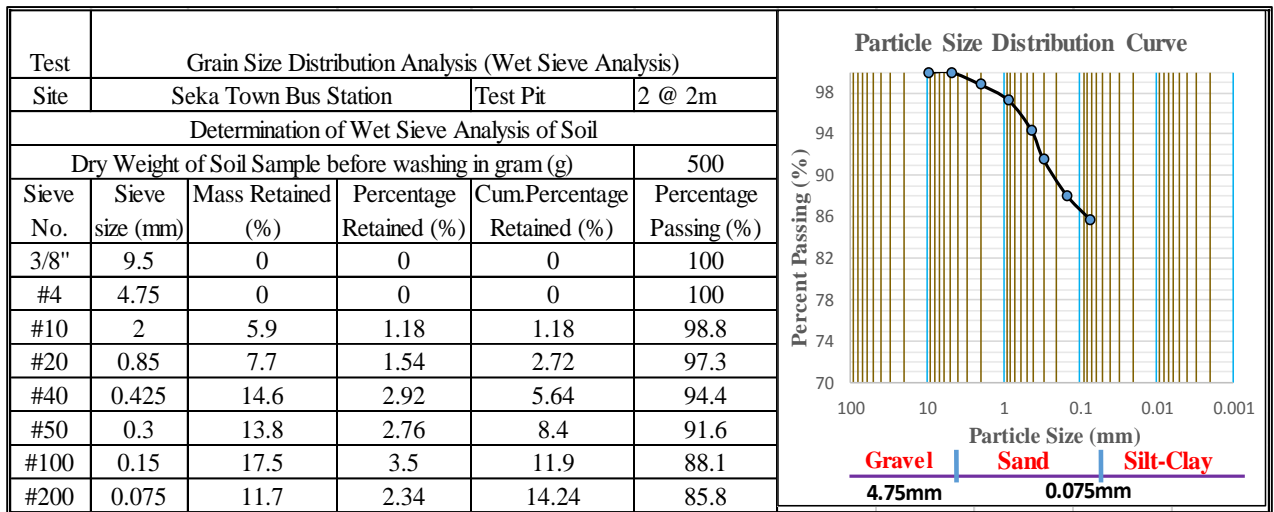 Test Grain Size Distribution Analysis (Wet Sieve Analysis)
Site Seka Town Bus Station Test Pit 2 @ 2m
Determination of Wet Sieve Analysis of Soil
Dry Weight of Soil Sample before washing in gram (g) 500
Sieve Sieve Mass Retained Percentage Cum.Percentage Percentage
No. size (mm) (%) Retained (%) Retained (%) Passing (%)
3/8" 9.5 0 0 0 100
#4 4.75 0 0 0 100
#10 2 5.9 1.18 1.18 98.8
#20 0.85 7.7 1.54 2.72 97.3
#40 0.425 14.6 2.92 5.64 94.4
#50 0.3 13.8 2.76 8.4 91.6
#100 0.15 17.5 3.5 11.9 88.1
#200 0.075 11.7 2.34 14.24 85.8
Particle Size Distribution Curve
Percent Passing (%)
98
94
90
86
82
78
74
70
100 10 1 0.1 0.01 0.001
Particle Size (mm)
Gravel Sand Silt-Clay
4.75mm 0.075mm